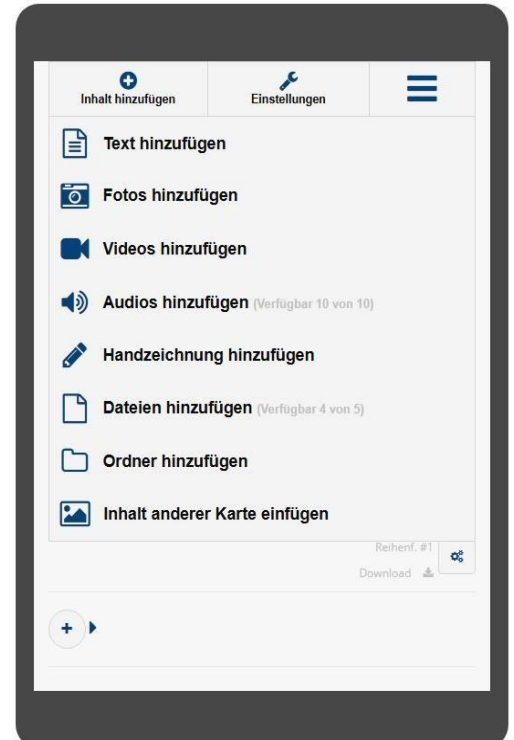 Inhalt hinzufügen
Einstellungen
Text hinzufügen
Fotos hinzufügen
Videos hinzufügen
Audios hinzufügen (Verfügbar 10 von 10)
Handzeichnung hinzufügen
Dateien hinzufügen (Verfügbar 4 von 5)
Ordner hinzufügen
Inhalt anderer Karte einfügen
Reihenf. #1
Download